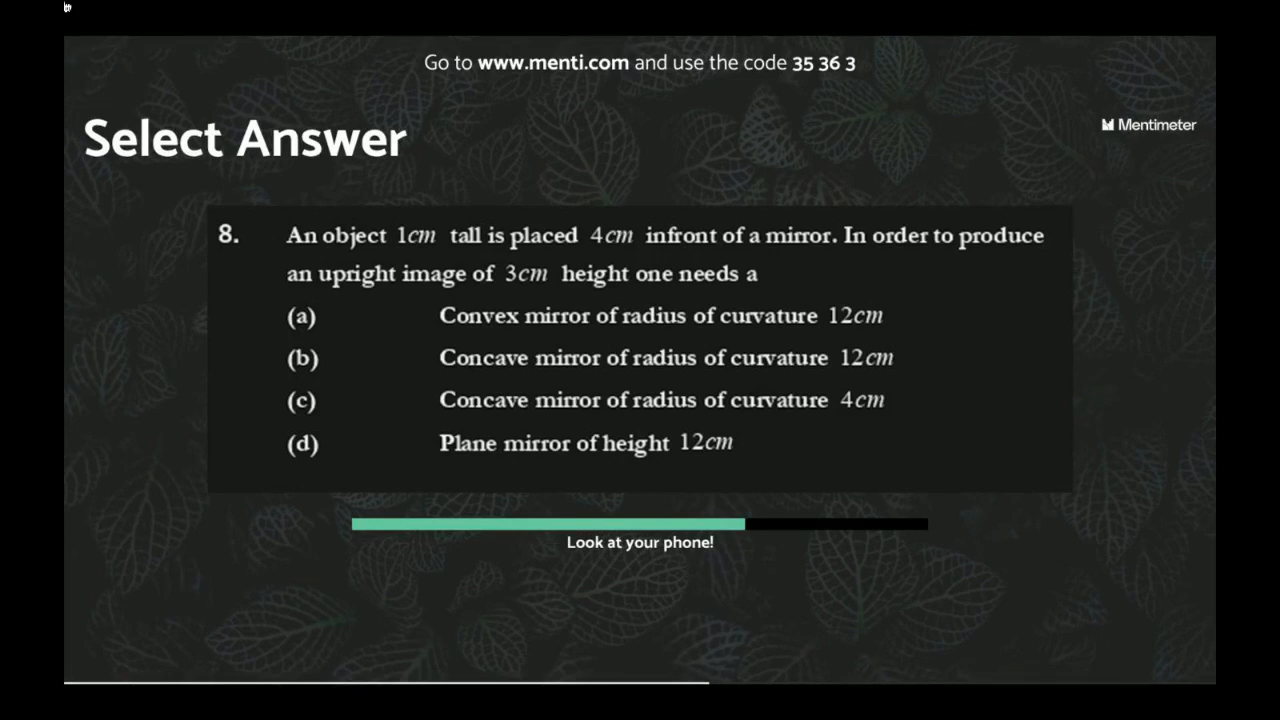 Go to www.menti.com and use the code 35 36 3
Select Answer
Mentimeter
8. An object 1cm tall is placed 4cm infront of a mirror. In order to produce
an upright image of 3cm height one needs a
(a) Convex mirror of radius of curvature 12cm
(b) Concave mirror of radius of curvature 12cm
(c) Concave mirror of radius of curvature 4cm
(d) Plane mirror of height 12cm
Look at your phone!